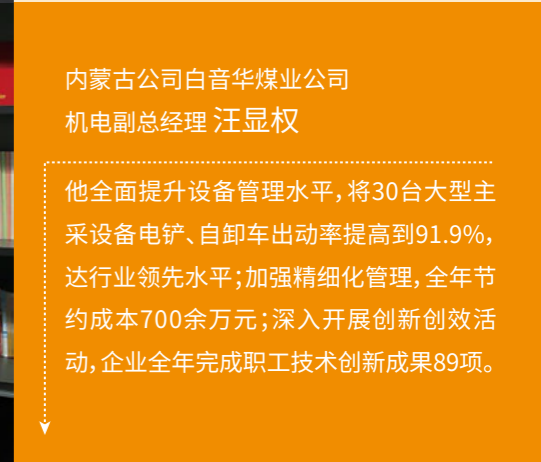 内蒙古公司白音华煤业公司
机电副总经理 汪显权
他全面提升设备管理水平，将30台大型主
采设备电铲、自卸车出动率提高到91.9%，
达行业领先水平；加强精细化管理，全年节
约成本700余万元；深入开展创新创效活
动，企业全年完成职工技术创新成果89项。